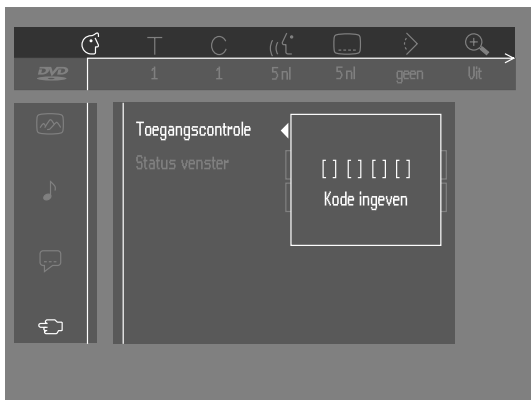 T C
DVD 1 1 5 nl 5 nl geen Uit
Toegangscontrole
Status venster
[ ] [ ] [ ] [ ]
Kode ingeven